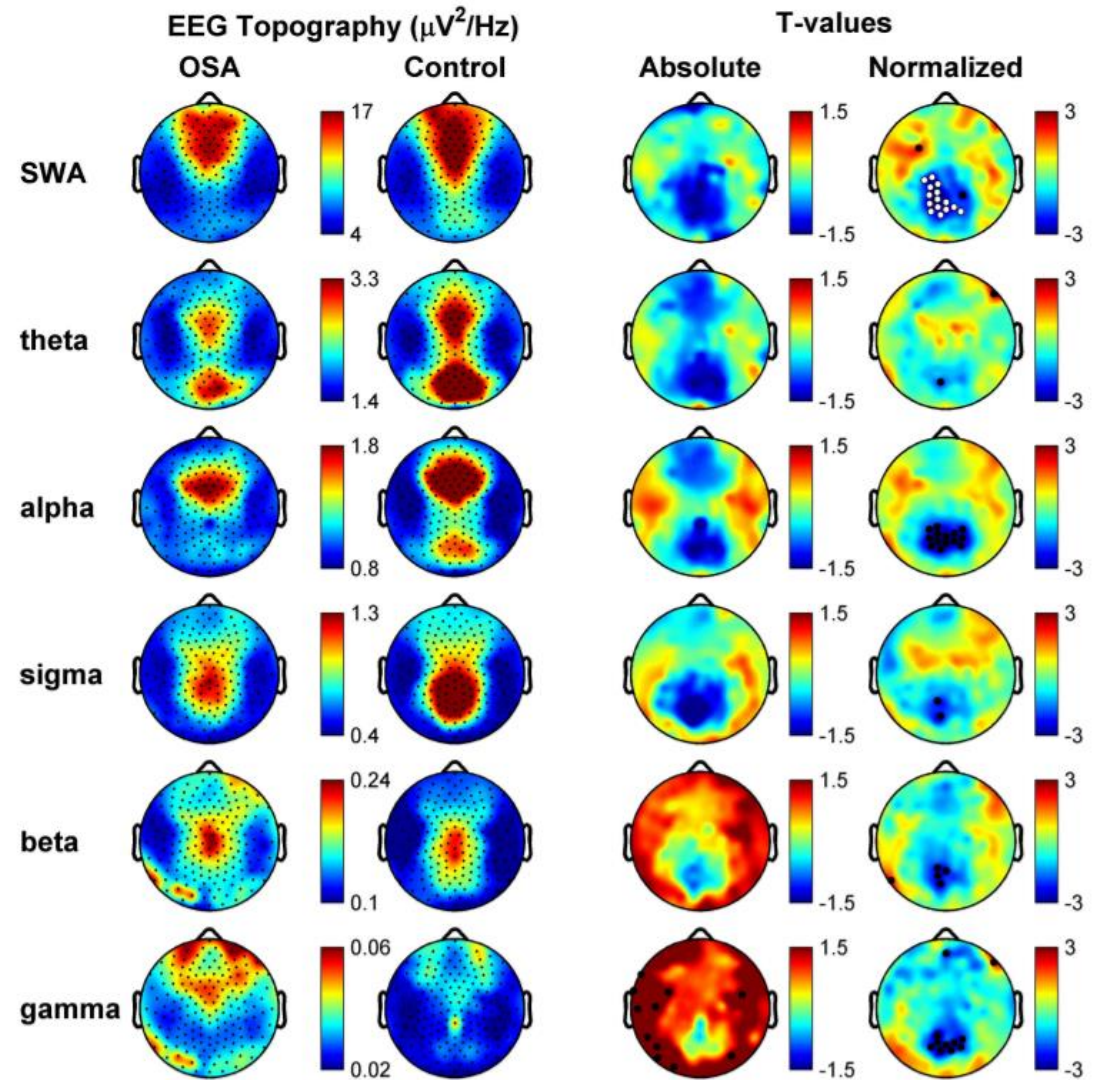 EEG Topography (µV²/Hz) T-values
OSA Control Absolute Normalized
SWA 17 4 1.5 -1.5 3 -3
theta 3.3 1.4 1.5 -1.5 3 -3
alpha 1.8 0.8 1.5 -1.5 3 -3
sigma 1.3 0.4 1.5 -1.5 3 -3
beta 0.24 0.1 1.5 -1.5 3 -3
gamma 0.06 0.02 1.5 -1.5 3 -3